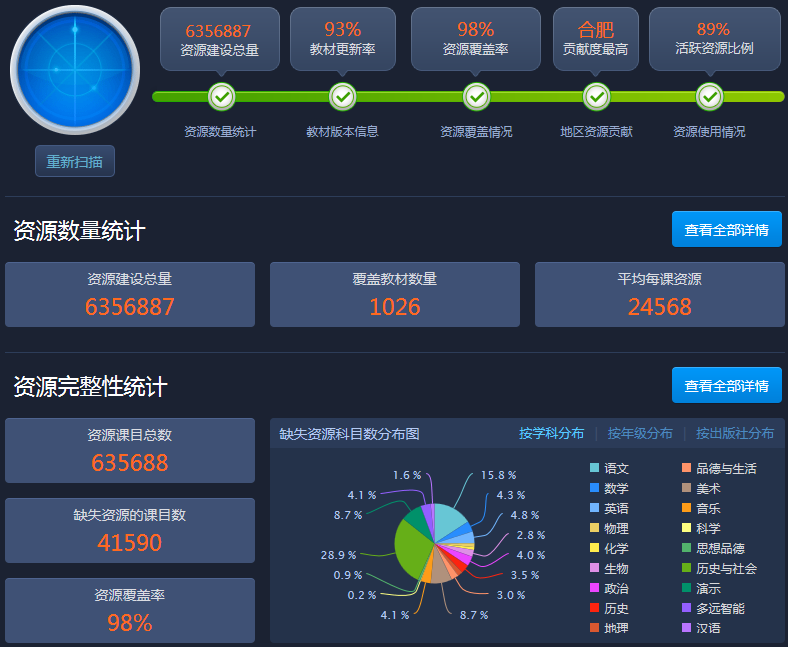 6356887
资源建设总量
93%
教材更新率
98%
资源覆盖率
合肥
贡献度最高
89%
活跃资源比例
资源数量统计
教材版本信息
资源覆盖情况
地区资源贡献
资源使用情况
重新扫描
资源数量统计
查看全部详情
资源建设总量
6356887
覆盖教材数量
1026
平均每课资源
24568
资源完整性统计
查看全部详情
资源课目总数
635688
缺失资源的课目数
41590
资源覆盖率
98%
缺失资源科目数分布图
按学科分布
按年级分布
按出版社分布
1.6 %
4.1 %
8.7 %
28.9 %
0.9 %
0.2 %
4.1 %
15.8 %
4.3 %
4.8 %
2.8 %
4.0 %
3.5 %
3.0 %
8.7 %
语文
数学
英语
物理
化学
生物
政治
历史
地理
品德与生活
美术
音乐
科学
思想品德
历史与社会
演示
多远智能
汉语